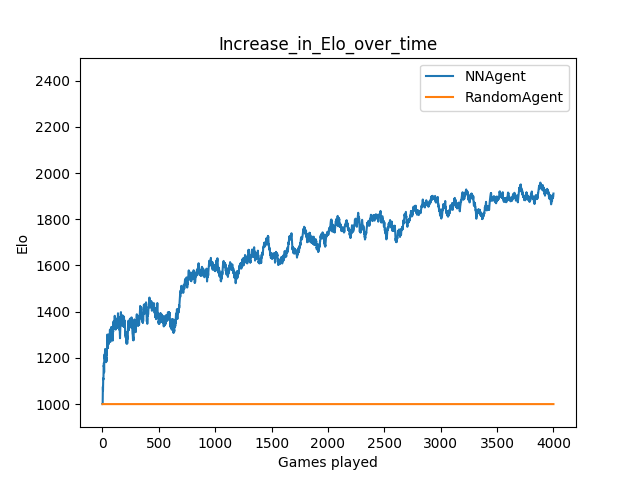 Increase_in_Elo_over_time
NNAgent
RandomAgent
2400
2200
2000
1800
1600
1400
1200
1000
Elo
0 500 1000 1500 2000 2500 3000 3500 4000
Games played